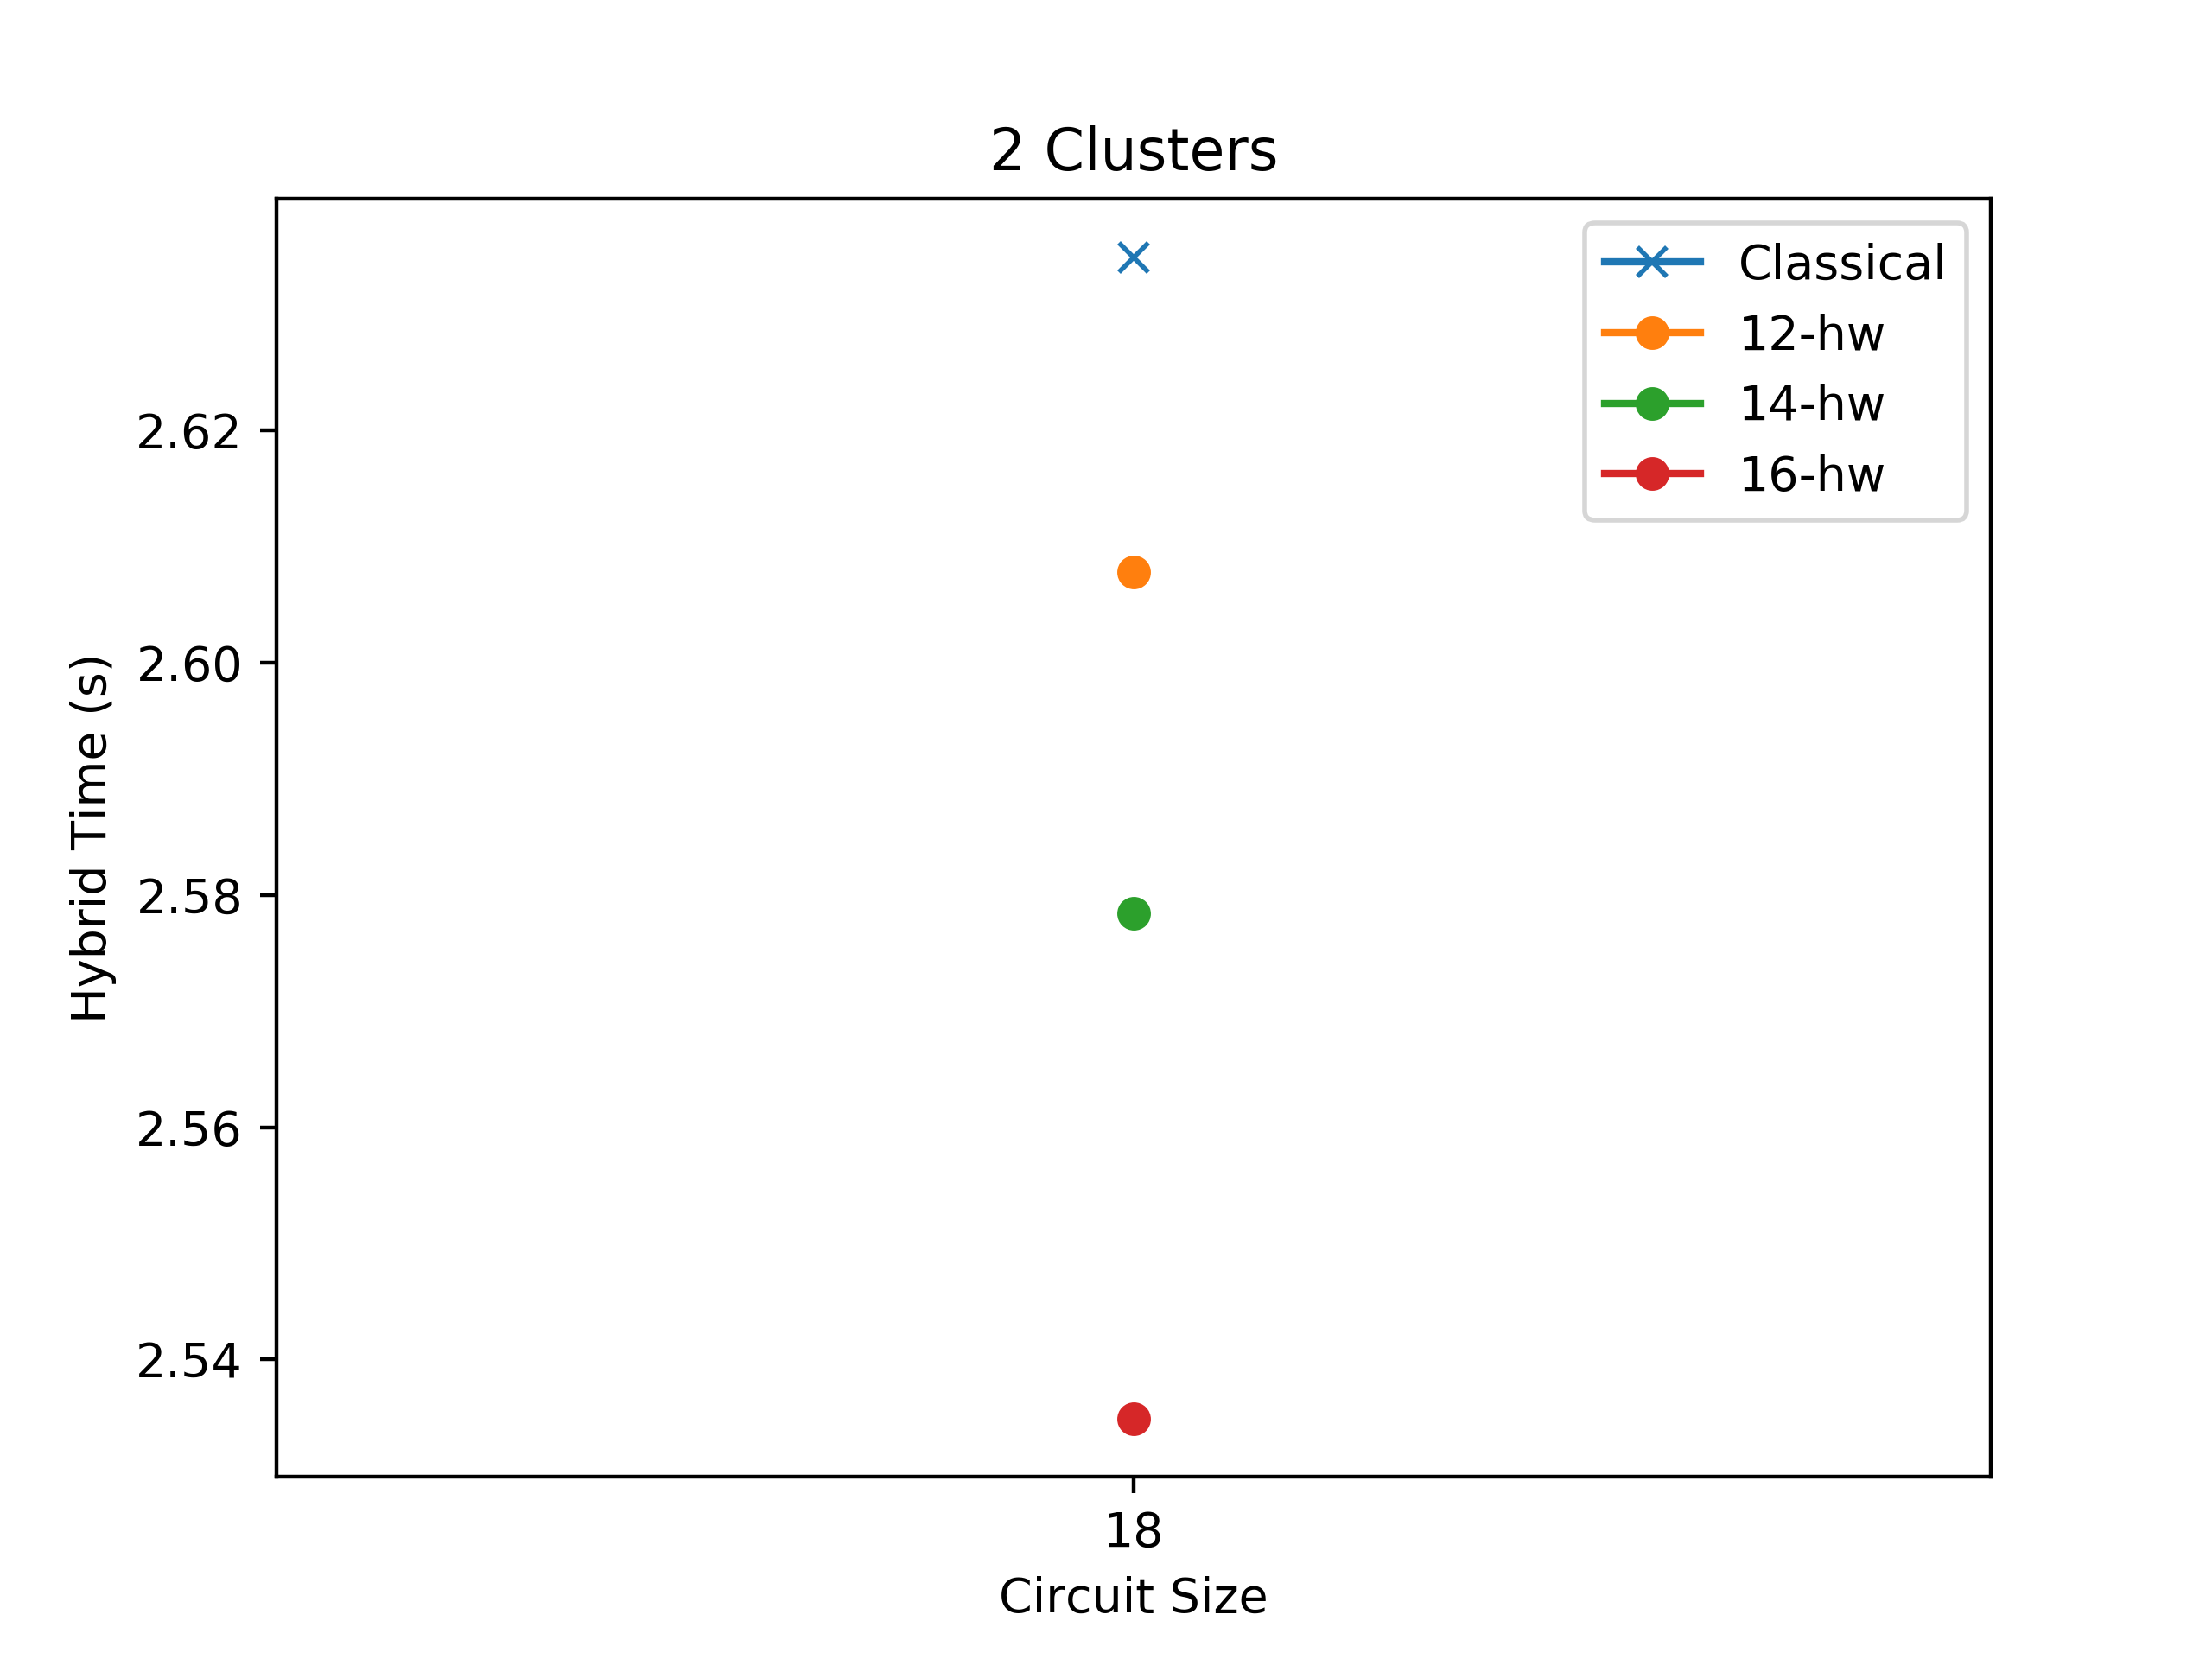 2 Clusters
Classical
12-hw
14-hw
16-hw
2.62
2.60
2.58
2.56
2.54
Hybrid Time (s)
18
Circuit Size